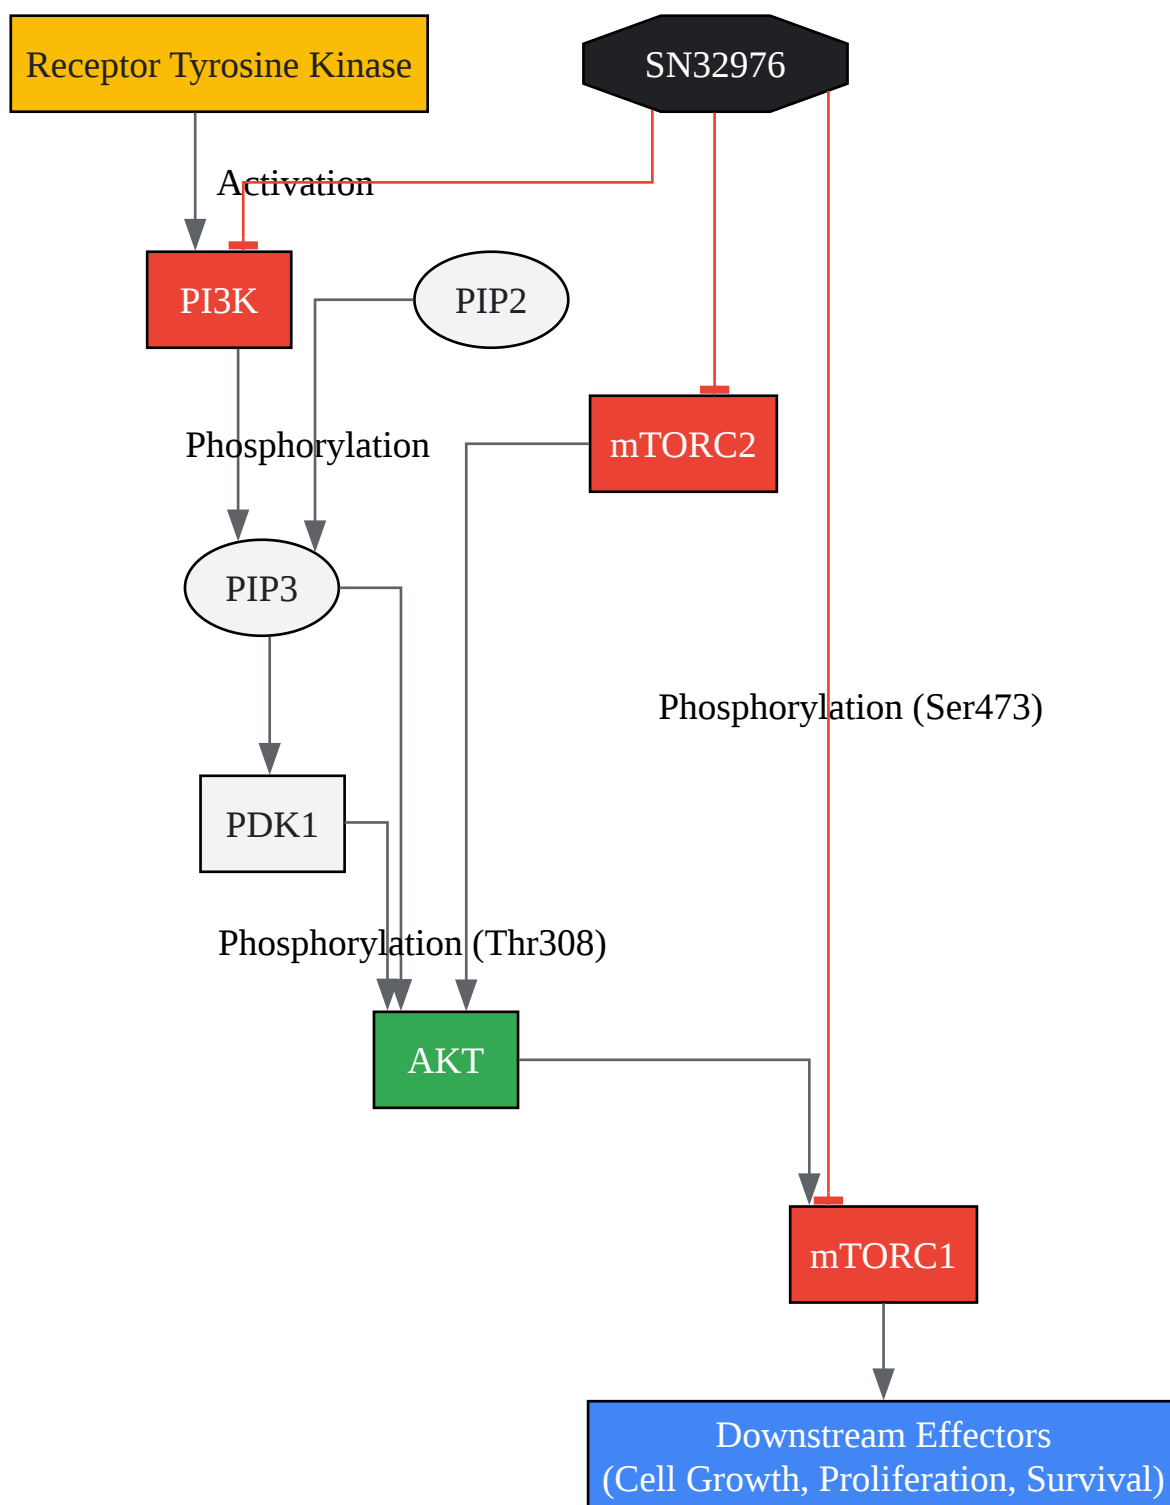 Receptor Tyrosine Kinase
SN32976
Activation
PI3K
PIP2
Phosphorylation
mTORC2
PIP3
Phosphorylation (Ser473)
PDK1
Phosphorylation (Thr308)
AKT
mTORC1
Downstream Effectors
(Cell Growth, Proliferation, Survival)